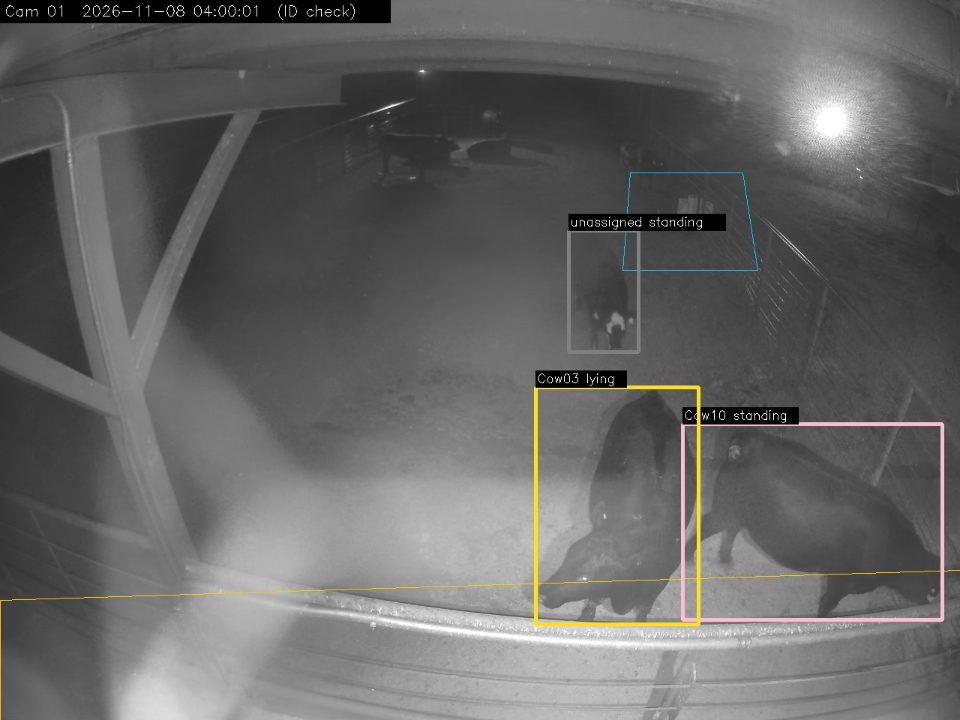 Cam 01  2026-11-08 04:00:01  (ID check)
unassigned standing
Cow03 lying
Cow10 standing